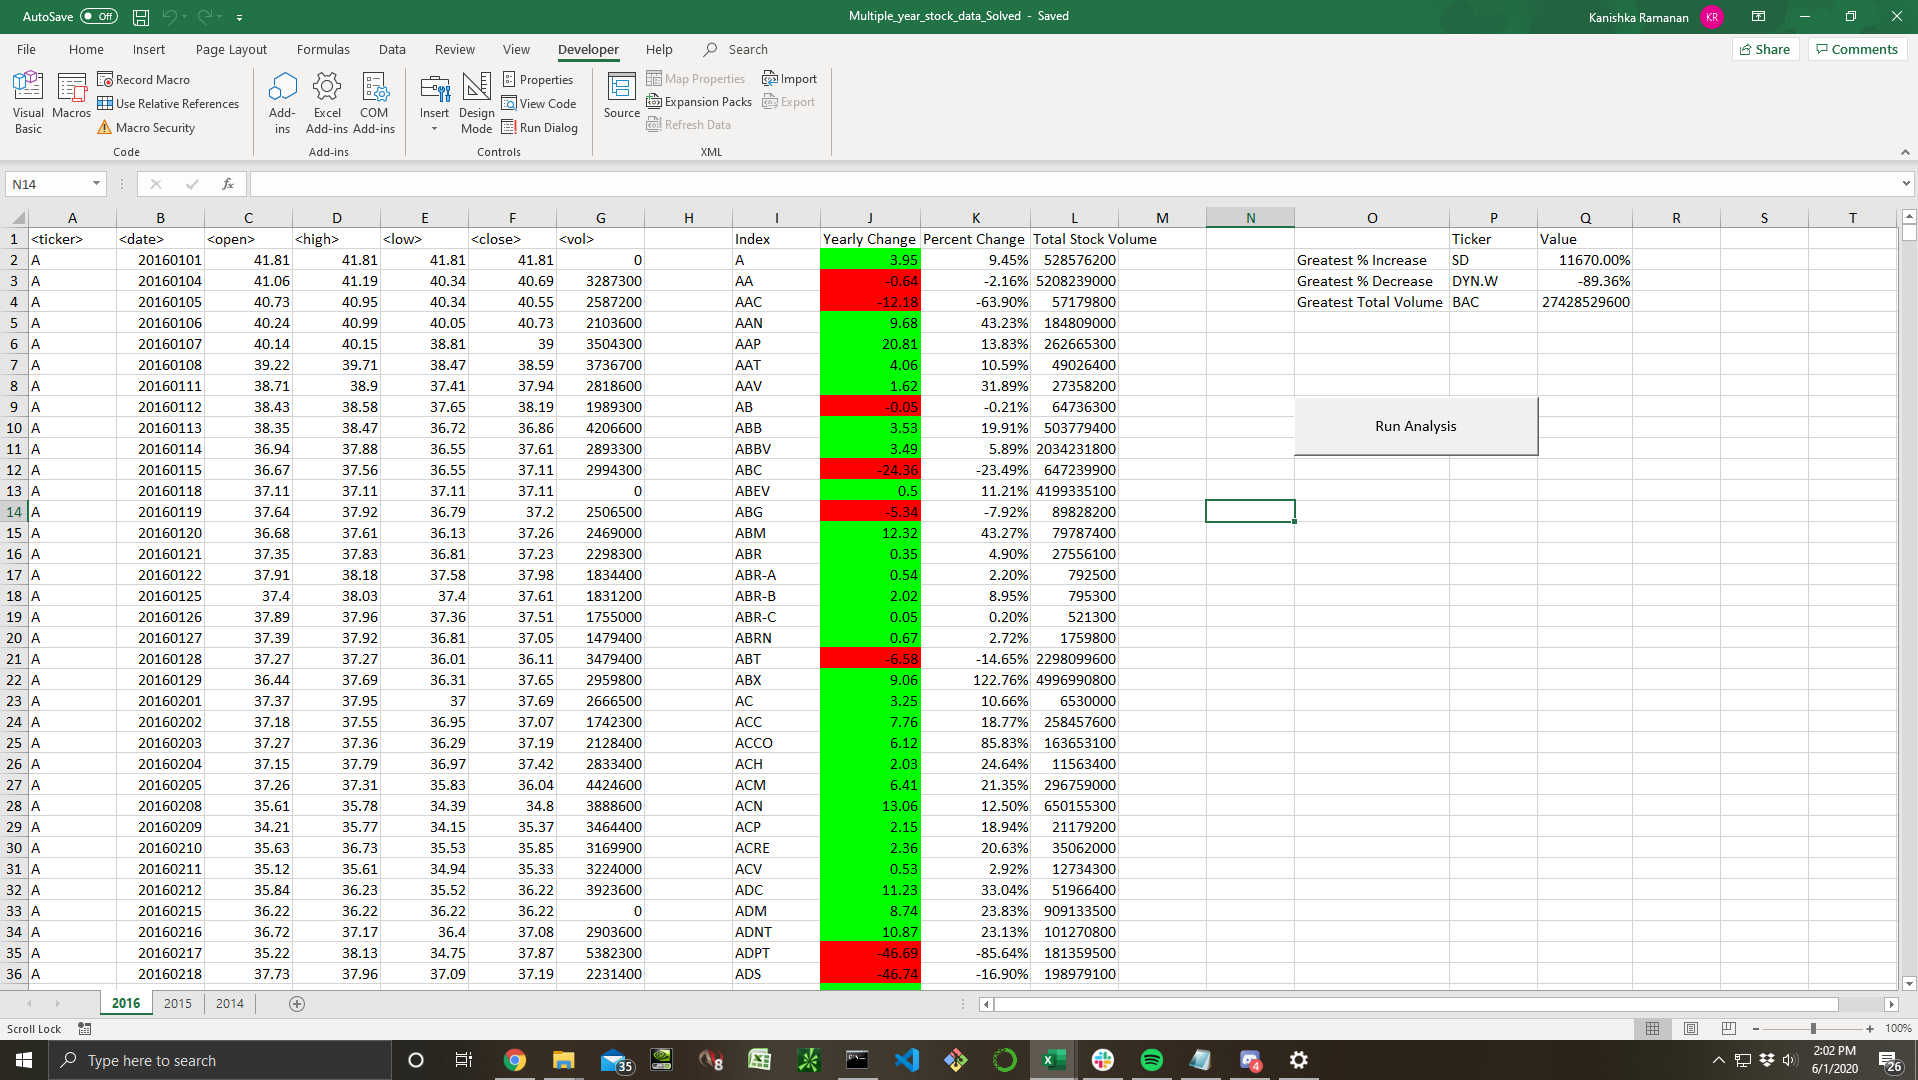 AutoSave Off
Multiple_year_stock_data_Solved - Saved
Kanishka Ramanan KR
File Home Insert Page Layout Formulas Data Review View Developer Help Search Share Comments
Visual Basic
Macros
Record Macro
Use Relative References
Macro Security
Code
Add-ins
Excel Add-ins
COM Add-ins
Add-ins
Insert
Design Mode
Properties
View Code
Run Dialog
Controls
Source
Map Properties
Expansion Packs
Refresh Data
Import
Export
XML
N14
fx
A B C D E F G H I J K L M N O P Q R S T
1 <ticker> <date> <open> <high> <low> <close> <vol> Index Yearly Change Percent Change Total Stock Volume Ticker Value
2 A 20160101 41.81 41.81 41.81 41.81 0 A 3.95 9.45% 528576200 Greatest % Increase SD 11670.00%
3 A 20160104 41.06 41.19 40.34 40.69 3287300 AA -0.64 -2.16% 5208239000 Greatest % Decrease DYN.W -89.36%
4 A 20160105 40.73 40.95 40.34 40.55 2587200 AAC -12.18 -63.90% 57179800 Greatest Total Volume BAC 27428529600
5 A 20160106 40.24 40.99 40.05 40.73 2103600 AAN 9.68 43.23% 184809000
6 A 20160107 40.14 40.15 38.81 39 3504300 AAP 20.81 13.83% 262665300
7 A 20160108 39.22 39.71 38.47 38.59 3736700 AAT 4.06 10.59% 49026400
8 A 20160111 38.71 38.9 37.41 37.94 2818600 AAV 1.62 31.89% 27358200
9 A 20160112 38.43 38.58 37.65 38.19 1989300 AB -0.05 -0.21% 64736300
10 A 20160113 38.35 38.47 36.72 36.86 4206600 ABB 3.53 19.91% 503779400 Run Analysis
11 A 20160114 36.94 37.88 36.55 37.61 2893300 ABBV 3.49 5.89% 2034231800
12 A 20160115 36.67 37.56 36.55 37.11 2994300 ABC -24.36 -23.49% 647239900
13 A 20160118 37.11 37.11 37.11 37.11 0 ABEV 0.5 11.21% 4199335100
14 A 20160119 37.64 37.92 36.79 37.2 2506500 ABG -5.34 -7.92% 89828200
15 A 20160120 36.68 37.61 36.13 37.26 2469000 ABM 12.32 43.27% 79787400
16 A 20160121 37.35 37.83 36.81 37.23 2298300 ABR 0.35 4.90% 27556100
17 A 20160122 37.91 38.18 37.58 37.98 1834400 ABR-A 0.54 2.20% 792500
18 A 20160125 37.4 38.03 37.4 37.61 1831200 ABR-B 2.02 8.95% 795300
19 A 20160126 37.89 37.96 37.36 37.51 1755000 ABR-C 0.05 0.20% 521300
20 A 20160127 37.39 37.92 36.81 37.05 1479400 ABRN 0.67 2.72% 1759800
21 A 20160128 37.27 37.27 36.01 36.11 3479400 ABT -6.58 -14.65% 2298099600
22 A 20160129 36.44 37.69 36.31 37.65 2959800 ABX 9.06 122.76% 4996990800
23 A 20160201 37.37 37.95 37 37.69 2666500 AC 3.25 10.66% 6530000
24 A 20160202 37.18 37.55 36.95 37.07 1742300 ACC 7.76 18.77% 258457600
25 A 20160203 37.27 37.36 36.29 37.19 2128400 ACCO 6.12 85.83% 163653100
26 A 20160204 37.15 37.79 36.97 37.42 2833400 ACH 2.03 24.64% 11563400
27 A 20160205 37.26 37.31 35.83 36.04 4424600 ACM 6.41 21.35% 296759000
28 A 20160208 35.61 35.78 34.39 34.8 3888600 ACN 13.06 12.50% 650155300
29 A 20160209 34.21 35.77 34.15 35.37 3464400 ACP 2.15 18.94% 21179200
30 A 20160210 35.63 36.73 35.53 35.85 3169900 ACRE 2.36 20.63% 35062000
31 A 20160211 35.12 35.61 34.94 35.33 3224000 ACV 0.53 2.92% 12734300
32 A 20160212 35.84 36.23 35.52 36.22 3923600 ADC 11.23 33.04% 51966400
33 A 20160215 36.22 36.22 36.22 36.22 0 ADM 8.74 23.83% 909133500
34 A 20160216 36.72 37.17 36.4 37.08 2903600 ADNT 10.87 23.13% 101270800
35 A 20160217 35.22 38.13 34.75 37.87 5382300 ADPT -46.69 -85.64% 181359500
36 A 20160218 37.73 37.96 37.09 37.19 2231400 ADS -46.74 -16.90% 198979100
2016 2015 2014
Scroll Lock
100%
Type here to search
35
8
4
2:02 PM
6/1/2020
26